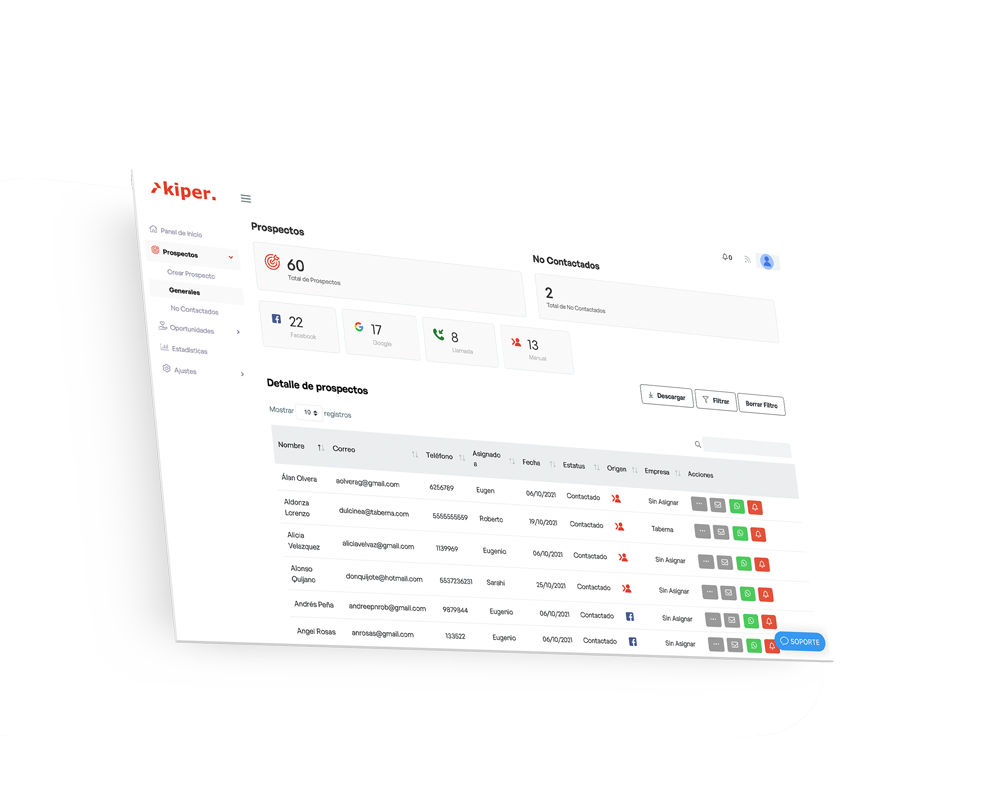 kiper.
Panel de inicio
Prospectos
Crear Prospecto
Generales
No Contactados
Oportunidades
Estadísticas
Ajustes
Prospectos
60
Total de Prospectos
22
Facebook
17
Google
8
Llamada
13
Manual
No Contactados
2
Total de No Contactados
0
Detalle de prospectos
Descargar
Filtrar
Borrar Filtro
Mostrar 10 registros
Nombre Correo Teléfono Asignado a Fecha Estatus Origen Empresa Acciones
Álan Olvera aolverag@gmail.com 6256789 Eugen 06/10/2021 Contactado Sin Asignar
Aldonza Lorenzo dulcinea@taberna.com 5555555559 Roberto 19/10/2021 Contactado Taberna
Alicia Velazquez aliciavelvaz@gmail.com 1139969 Eugenio 06/10/2021 Contactado Sin Asignar
Alonso Quijano donquijote@hotmail.com 5537236231 Sarahi 25/10/2021 Contactado Sin Asignar
Andrés Peña andreepnrob@gmail.com 9879844 Eugenio 06/10/2021 Contactado Sin Asignar
Angel Rosas anrosas@gmail.com 133522 Eugenio 06/10/2021 Contactado Sin Asignar
SOPORTE